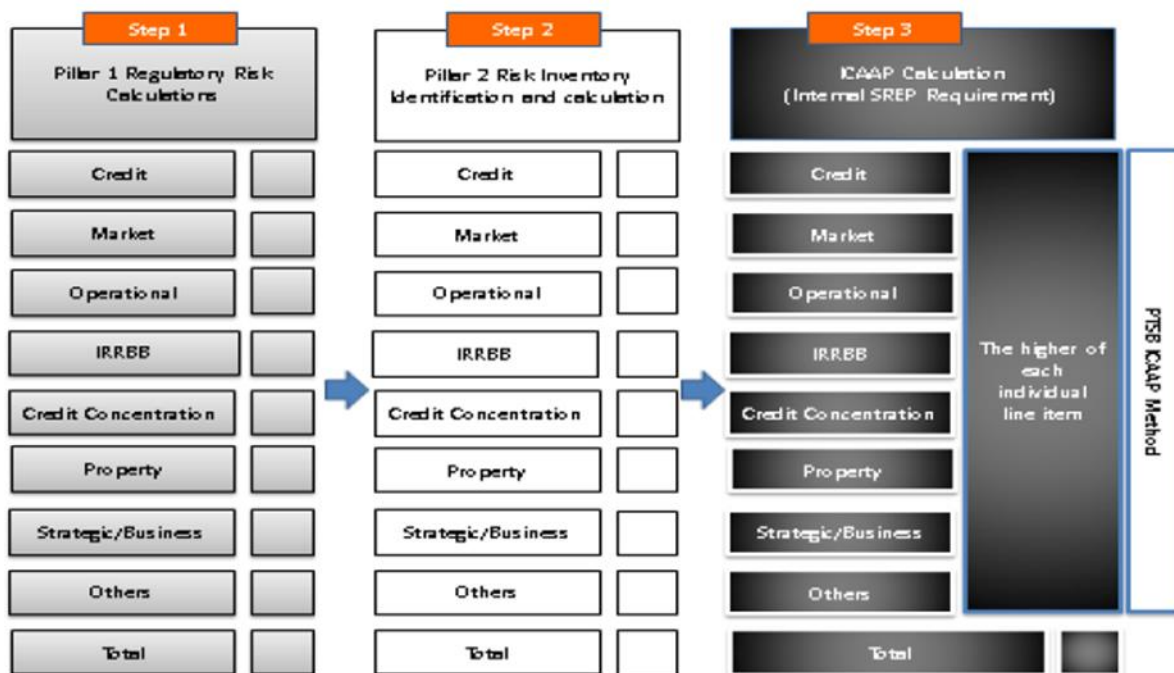 Step 1
Pillar 1 Regulatory Risk
Calculations
Credit
Market
Operational
IRRBB
Credit Concentration
Property
Strategic/Business
Others
Total
Step 2
Pillar 2 Risk Inventory
Identification and calculation
Credit
Market
Operational
IRRBB
Credit Concentration
Property
Strategic/Business
Others
Total
Step 3
ICAAP Calculation
(Internal SREP Requirement)
Credit
Market
Operational
IRRBB
Credit Concentration
Property
Strategic/Business
Others
Total
The higher of
each
individual
line item
PTSB ICAAP Method